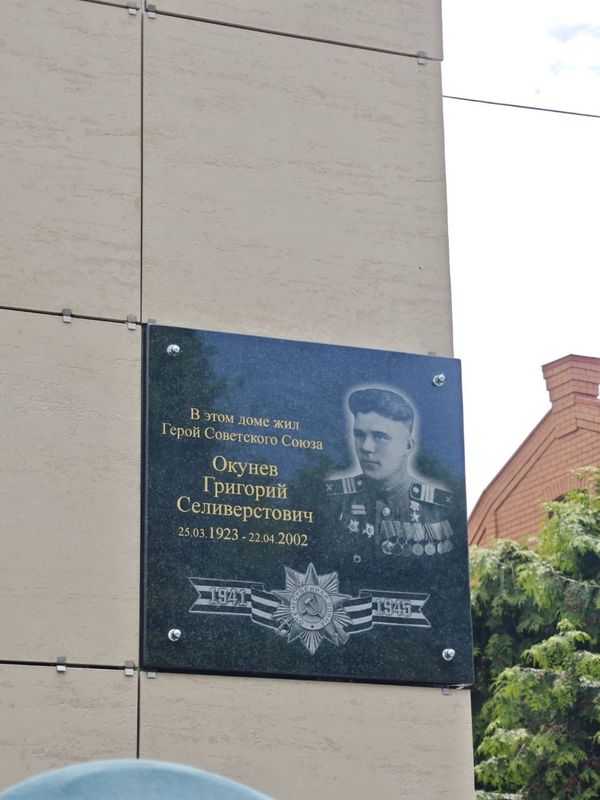 В этом доме жил
Герой Советского Союза
Окунев
Григорий
Селиверстович
25.03.1923 - 22.04.2002
1941 1945